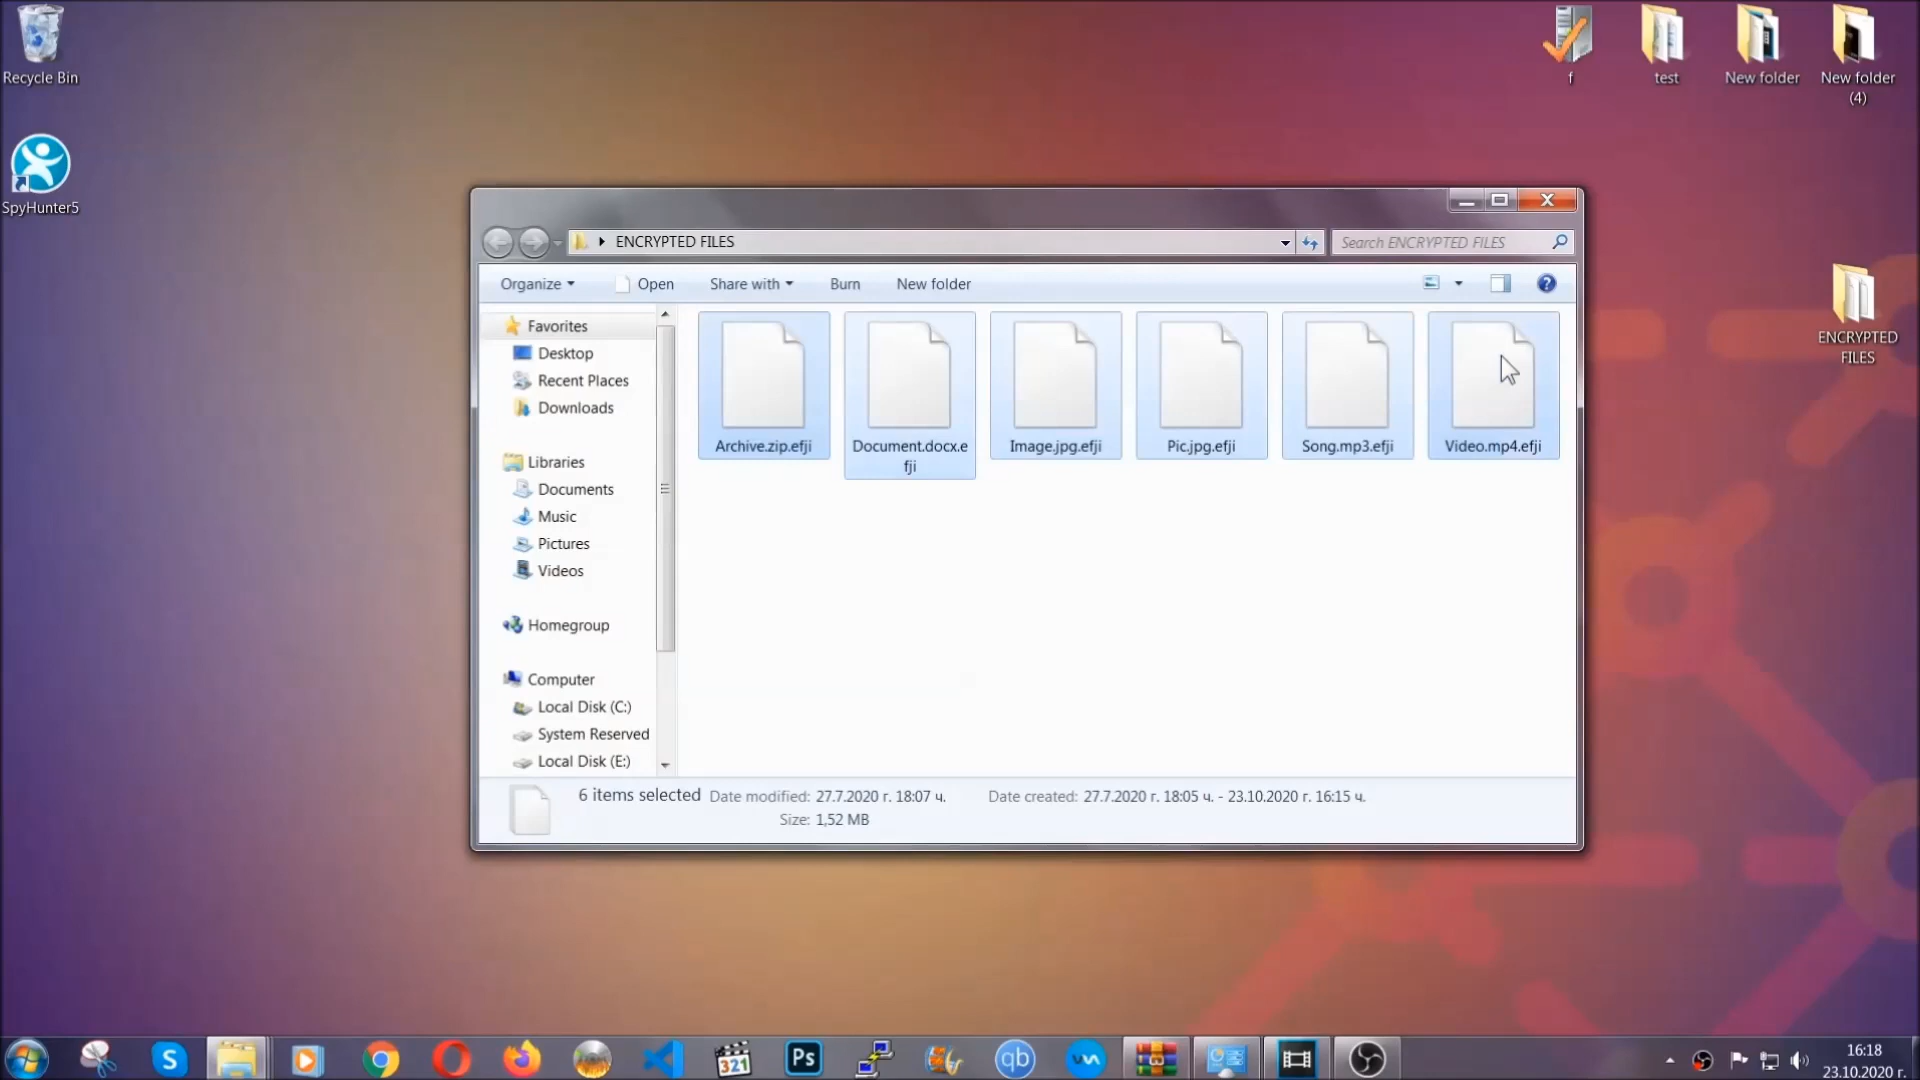 Recycle Bin
SpyHunter5
f
test
New folder
New folder
(4)
ENCRYPTED
FILES
ENCRYPTED FILES
Search ENCRYPTED FILES
Organize
Open
Share with
Burn
New folder
Favorites
Desktop
Recent Places
Downloads
Libraries
Documents
Music
Pictures
Videos
Homegroup
Computer
Local Disk (C:)
System Reserved
Local Disk (E:)
Archive.zip.efji
Document.docx.e
fji
Image.jpg.efji
Pic.jpg.efji
Song.mp3.efji
Video.mp4.efji
6 items selected
Date modified: 27.7.2020 г. 18:07 ч.
Date created: 27.7.2020 г. 18:05 ч. - 23.10.2020 г. 16:15 ч.
Size: 1,52 MB
S
321
Ps
qb
16:18
23.10.2020 г.